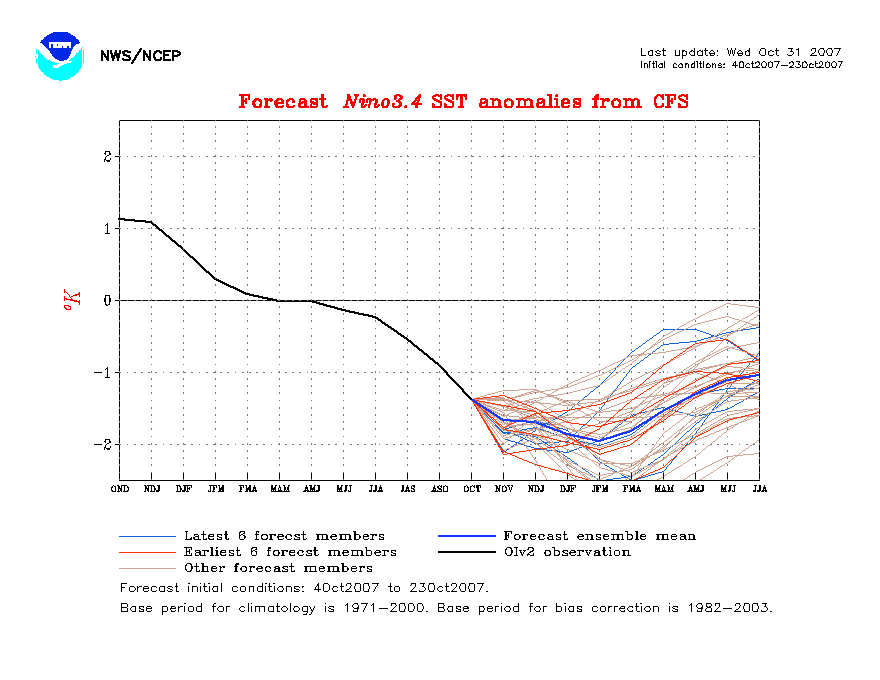 NOAA
NWS/NCEP
Last update: Wed Oct 31 2007
Initial conditions: 4Oct2007-23Oct2007
Forecast Nino3.4 SST anomalies from CFS
°K
2
1
0
-1
-2
OND NDJ DJF JFM FMA MAM AMJ MJJ JJA JAS ASO OCT NOV NDJ DJF JFM FMA MAM AMJ MJJ JJA
Latest 6 forecst members
Forecast ensemble mean
Earliest 6 forecst members
OIv2 observation
Other forecast members
Forecast initial conditions: 4Oct2007 to 23Oct2007.
Base period for climatology is 1971-2000. Base period for bias correction is 1982-2003.